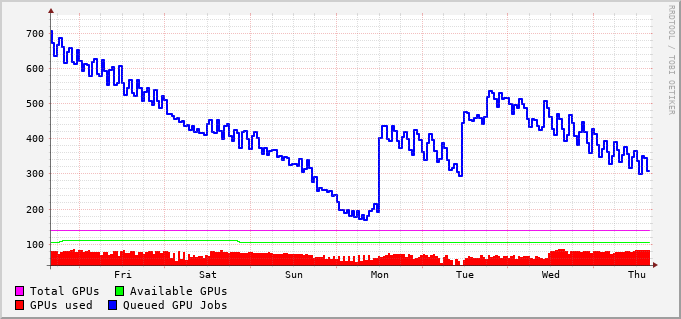 700
600
500
400
300
200
100
Fri Sat Sun Mon Tue Wed Thu
Total GPUs Available GPUs
GPUs used Queued GPU Jobs
RRDTOOL / TOBI OETIKER